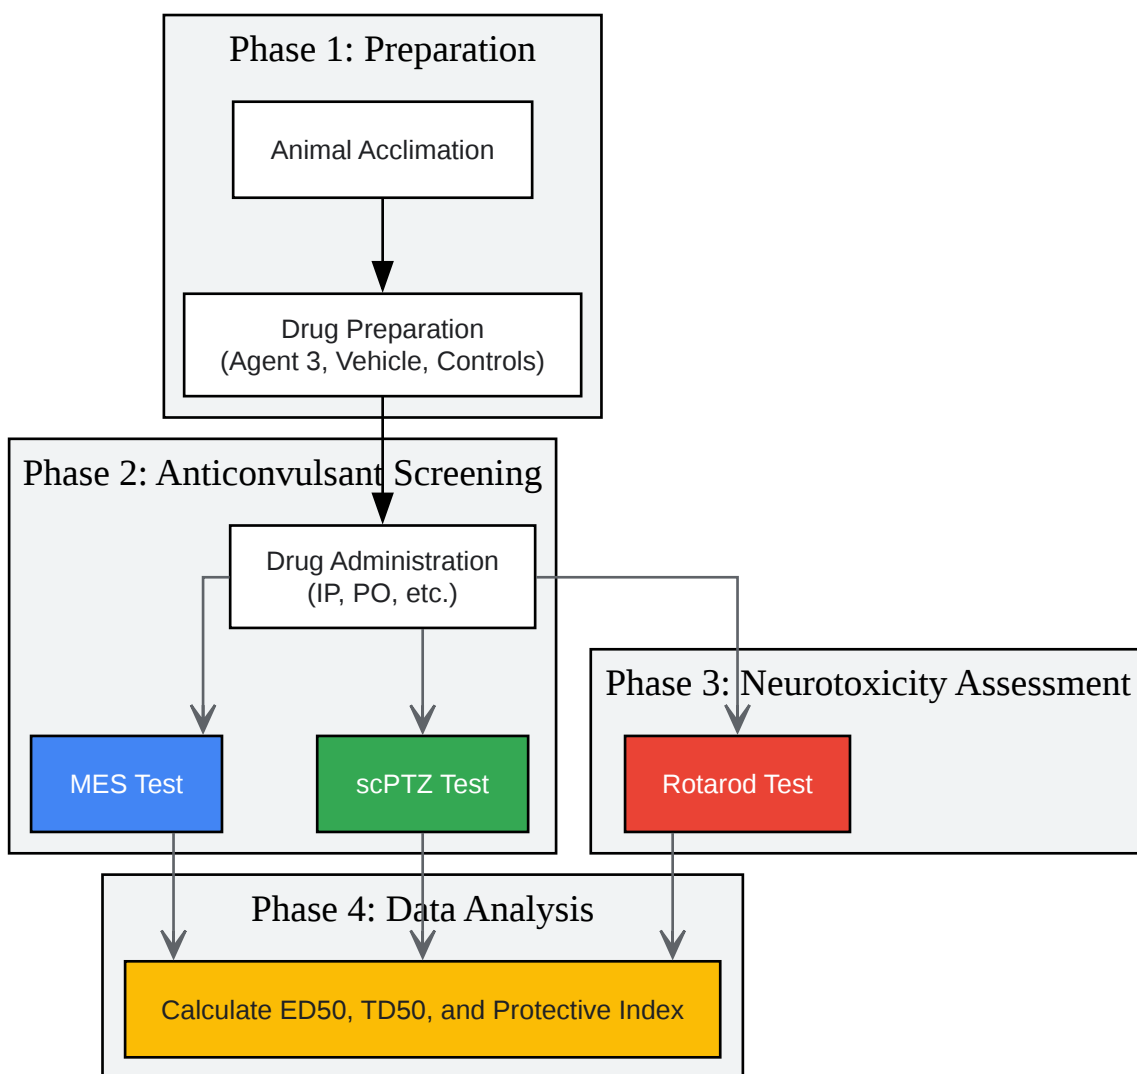 Phase 1: Preparation
Animal Acclimation
Drug Preparation
(Agent 3, Vehicle, Controls)
Phase 2: Anticonvulsant Screening
Drug Administration
(IP, PO, etc.)
Phase 3: Neurotoxicity Assessment
MES Test
scPTZ Test
Rotarod Test
Phase 4: Data Analysis
Calculate ED50, TD50, and Protective Index